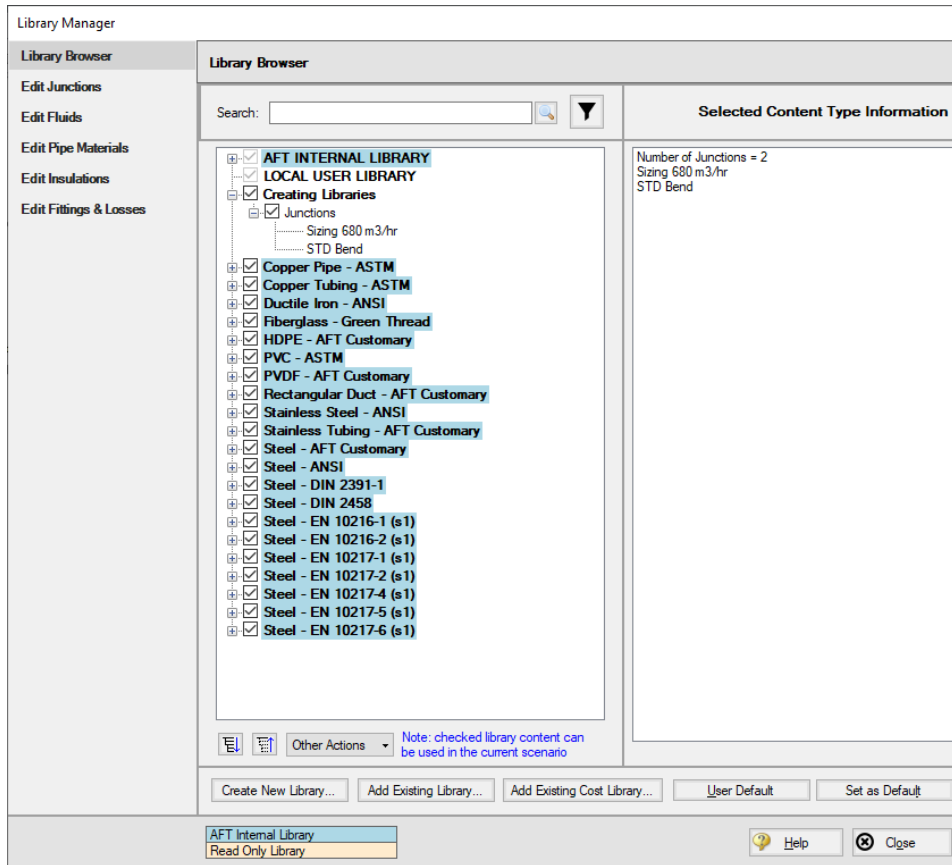 Library Manager
Library Browser
Edit Junctions
Edit Fluids
Edit Pipe Materials
Edit Insulations
Edit Fittings & Losses
Library Browser
Search:
AFT INTERNAL LIBRARY
LOCAL USER LIBRARY
Creating Libraries
Junctions
Sizing 680 m3/hr
STD Bend
Copper Pipe - ASTM
Copper Tubing - ASTM
Ductile Iron - ANSI
Fiberglass - Green Thread
HDPE - AFT Customary
PVC - ASTM
PVDF - AFT Customary
Rectangular Duct - AFT Customary
Stainless Steel - ANSI
Stainless Tubing - AFT Customary
Steel - AFT Customary
Steel - ANSI
Steel - DIN 2391-1
Steel - DIN 2458
Steel - EN 10216-1 (s1)
Steel - EN 10216-2 (s1)
Steel - EN 10217-1 (s1)
Steel - EN 10217-2 (s1)
Steel - EN 10217-4 (s1)
Steel - EN 10217-5 (s1)
Steel - EN 10217-6 (s1)
Other Actions
Note: checked library content can
be used in the current scenario
Selected Content Type Information
Number of Junctions = 2
Sizing 680 m3/hr
STD Bend
Create New Library...
Add Existing Library...
Add Existing Cost Library...
User Default
Set as Default
AFT Internal Library
Read Only Library
Help
Close